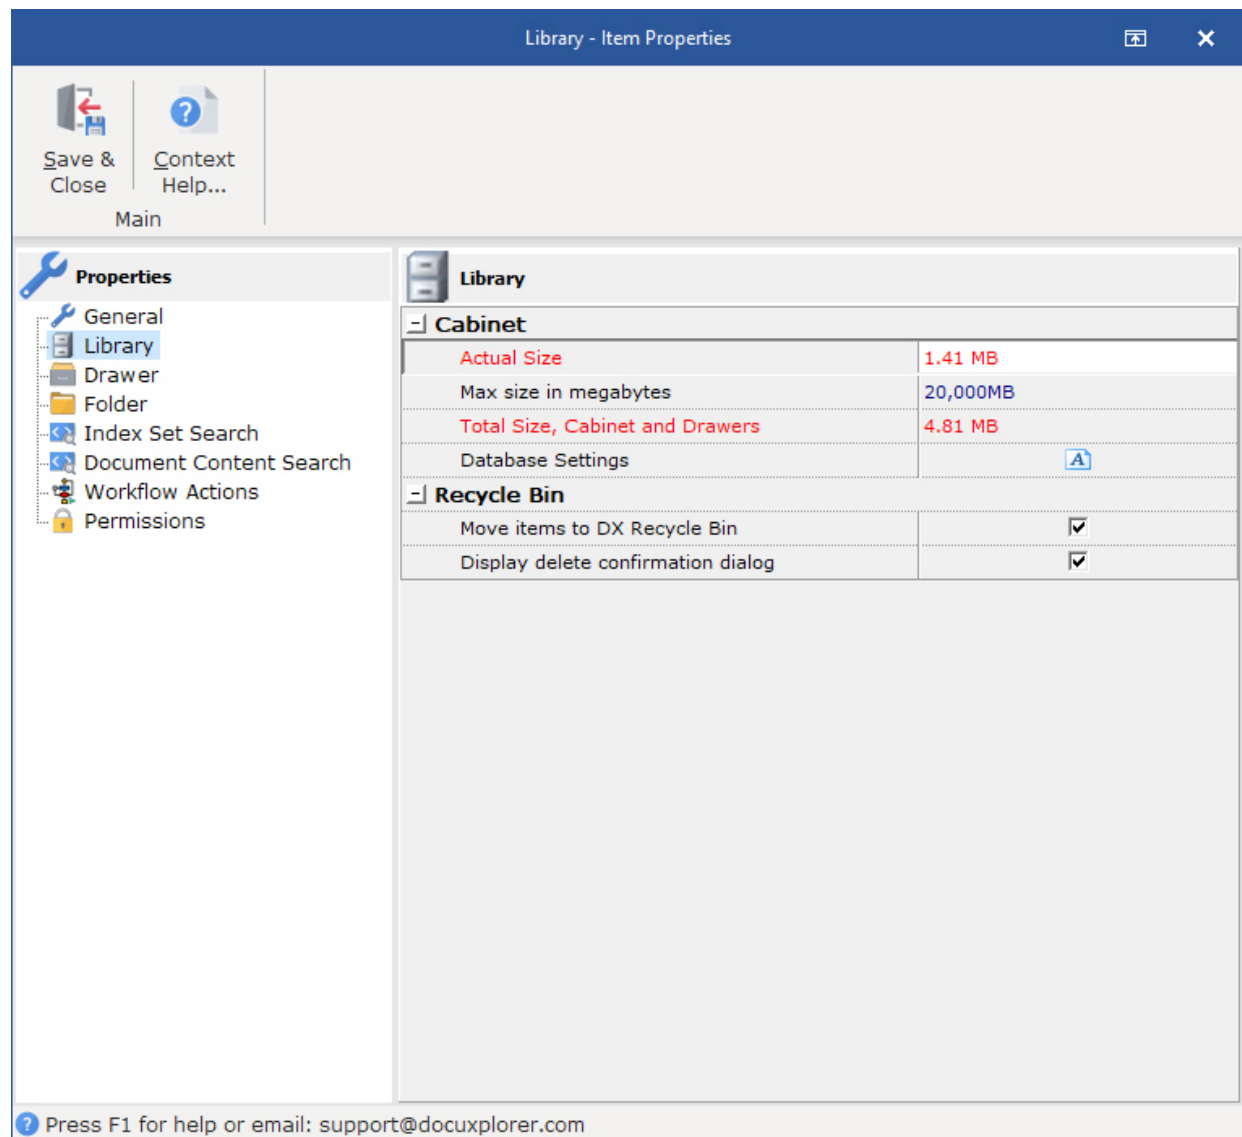 Library - Item Properties
Save &
Close
Context
Help...
Main
Properties
General
Library
Drawer
Folder
Index Set Search
Document Content Search
Workflow Actions
Permissions
Library
Cabinet
Actual Size 1.41 MB
Max size in megabytes 20,000MB
Total Size, Cabinet and Drawers 4.81 MB
Database Settings A
Recycle Bin
Move items to DX Recycle Bin
Display delete confirmation dialog
Press F1 for help or email: support@docuxplorer.com